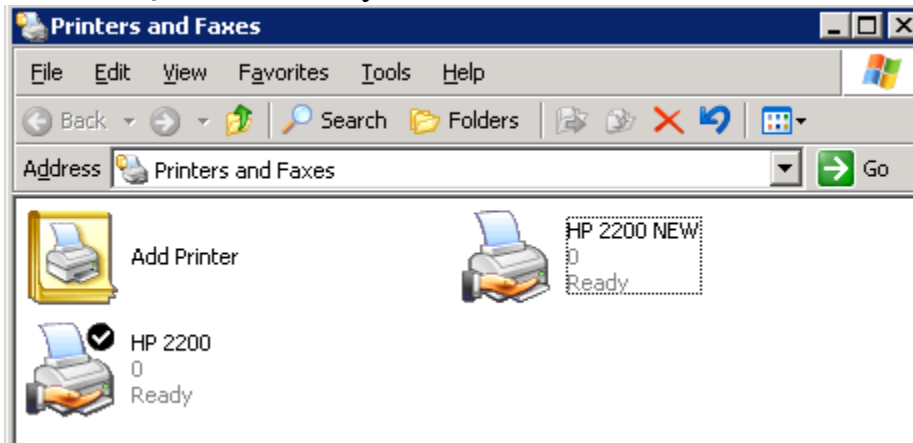 Printers and Faxes
File Edit View Favorites Tools Help
Back Search Folders
Address Printers and Faxes Go
Add Printer
HP 2200 NEW
0
Ready
HP 2200
0
Ready